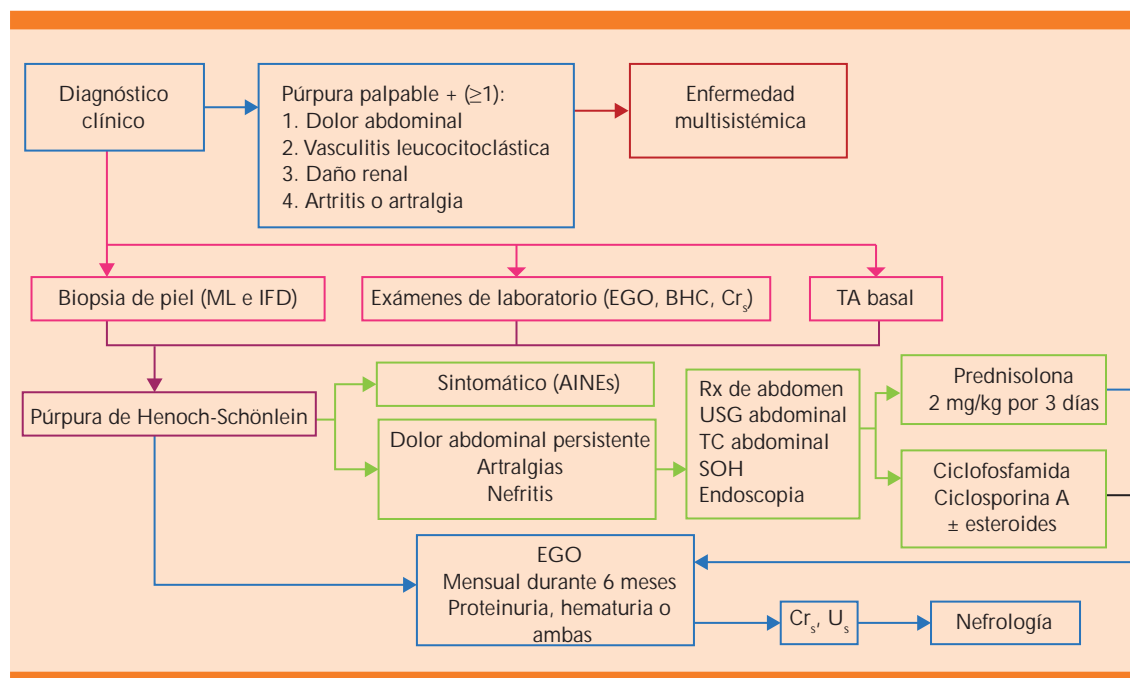 Diagnóstico
clínico
Púrpura palpable + (≥1):
1. Dolor abdominal
2. Vasculitis leucocitoclástica
3. Daño renal
4. Artritis o artralgia
Enfermedad
multisistémica
Biopsia de piel (ML e IFD)
Exámenes de laboratorio (EGO, BHC, Crs)
TA basal
Púrpura de Henoch-Schönlein
Sintomático (AINEs)
Dolor abdominal persistente
Artralgias
Nefritis
Rx de abdomen
USG abdominal
TC abdominal
SOH
Endoscopia
Prednisolona
2 mg/kg por 3 días
Ciclofosfamida
Ciclosporina A
± esteroides
EGO
Mensual durante 6 meses
Proteinuria, hematuria o
ambas
Crs, Us
Nefrología